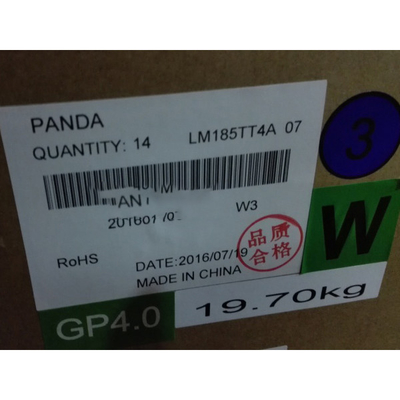 PANDA
QUANTITY: 14 LM185TT4A 07
W3
RoHS
DATE: 2016/07/19
MADE IN CHINA
品质
合格
3
W
GP4.0
19.70kg